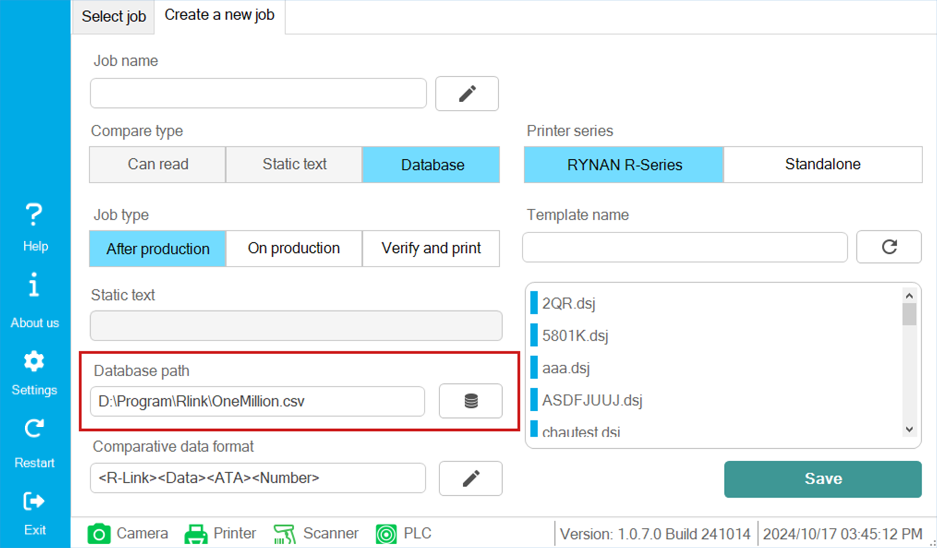 Select job
Create a new job
Job name
Compare type
Can read
Static text
Database
Printer series
RYNAN R-Series
Standalone
Job type
After production
On production
Verify and print
Template name
Static text
2QR.dsj
5801K.dsj
aaa.dsj
ASDFJUUJ.dsj
chautest.dsj
Database path
D:\Program\Rlink\OneMillion.csv
Comparative data format
<R-Link><Data><ATA><Number>
Save
Help
About us
Settings
Restart
Exit
Camera
Printer
Scanner
PLC
Version: 1.0.7.0 Build 241014
2024/10/17 03:45:12 PM